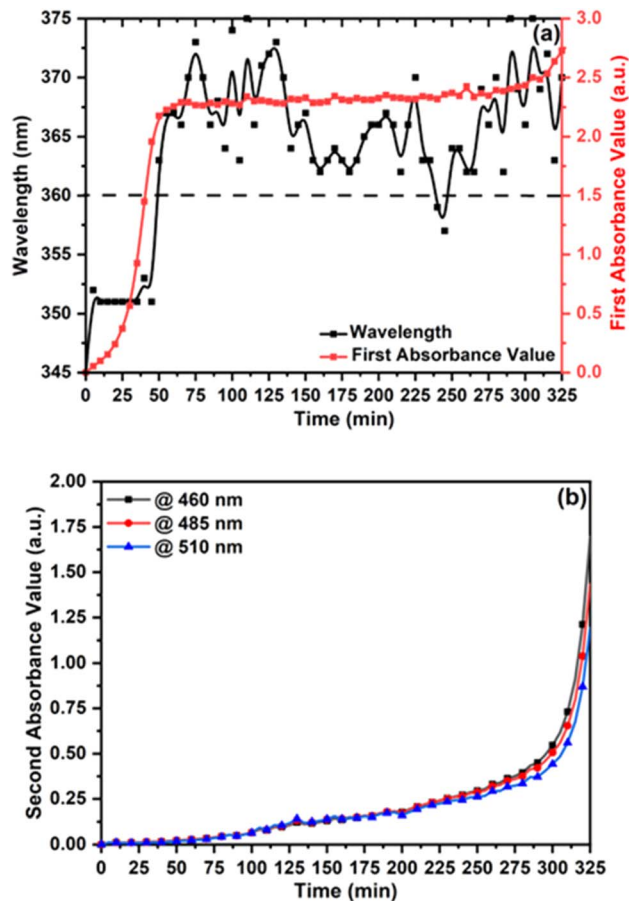 (a)
375
370
365
360
355
350
345
Wavelength (nm)
3.0
2.5
2.0
1.5
1.0
0.5
0.0
First Absorbance Value (a.u.)
Wavelength
First Absorbance Value
0 25 50 75 100 125 150 175 200 225 250 275 300 325
Time (min)
(b)
2.00
1.75
1.50
1.25
1.00
0.75
0.50
0.25
0.00
Second Absorbance Value (a.u.)
@ 460 nm
@ 485 nm
@ 510 nm
0 25 50 75 100 125 150 175 200 225 250 275 300 325
Time (min)